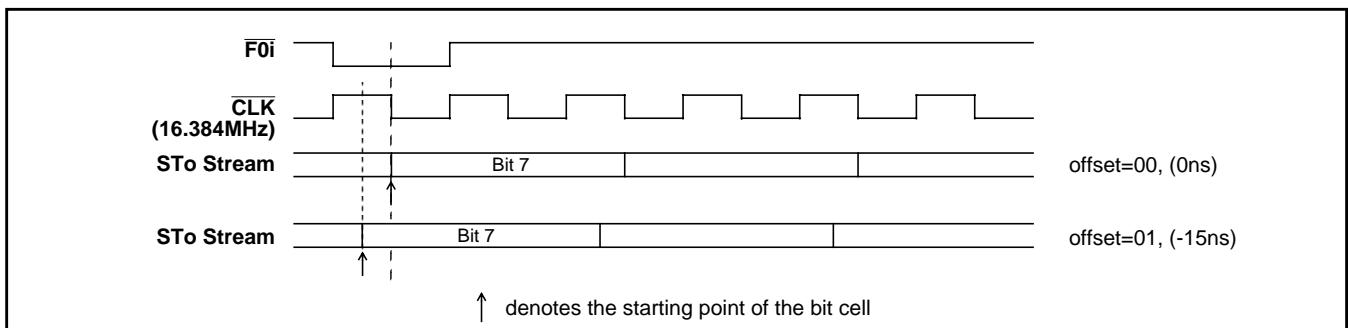 F0i
CLK
(16.384MHz)
STo Stream Bit 7 offset=00, (0ns)
STo Stream Bit 7 offset=01, (-15ns)
↑ denotes the starting point of the bit cell